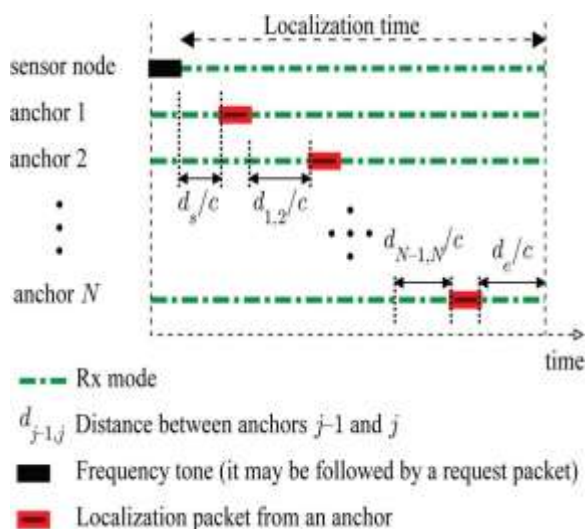 Localization time
sensor node
anchor 1
anchor 2
d_s/c
d_{1,2}/c
d_{N-1,N}/c
d_e/c
anchor N
time
Rx mode
d_{j-1,j} Distance between anchors j-1 and j
Frequency tone (it may be followed by a request packet)
Localization packet from an anchor